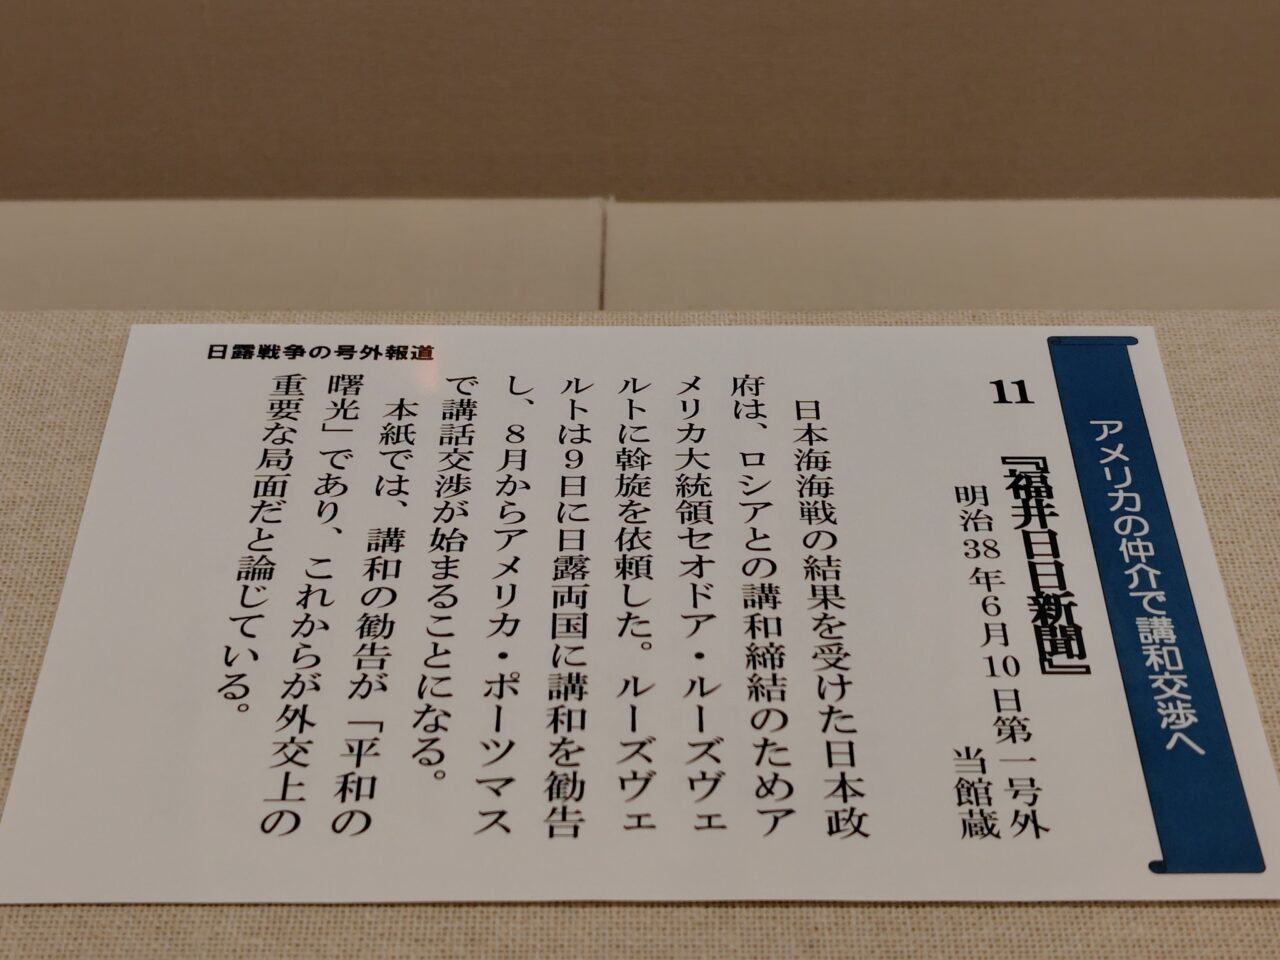 日露戦争の号外報道
アメリカの仲介で講和交渉へ
11
『福井日日新聞』
明治38年6月10日第一号外
当館蔵
日本海海戦の結果を受けた日本政
府は、ロシアとの講和締結のためア
メリカ大統領セオドア・ルーズヴェ
ルトに斡旋を依頼した。ルーズヴェ
ルトは9日に日露両国に講和を勧告
し、8月からアメリカ・ポーツマス
で講話交渉が始まることになる。
本紙では、講和の勧告が「平和の
曙光」であり、これからが外交上の
重要な局面だと論じている。